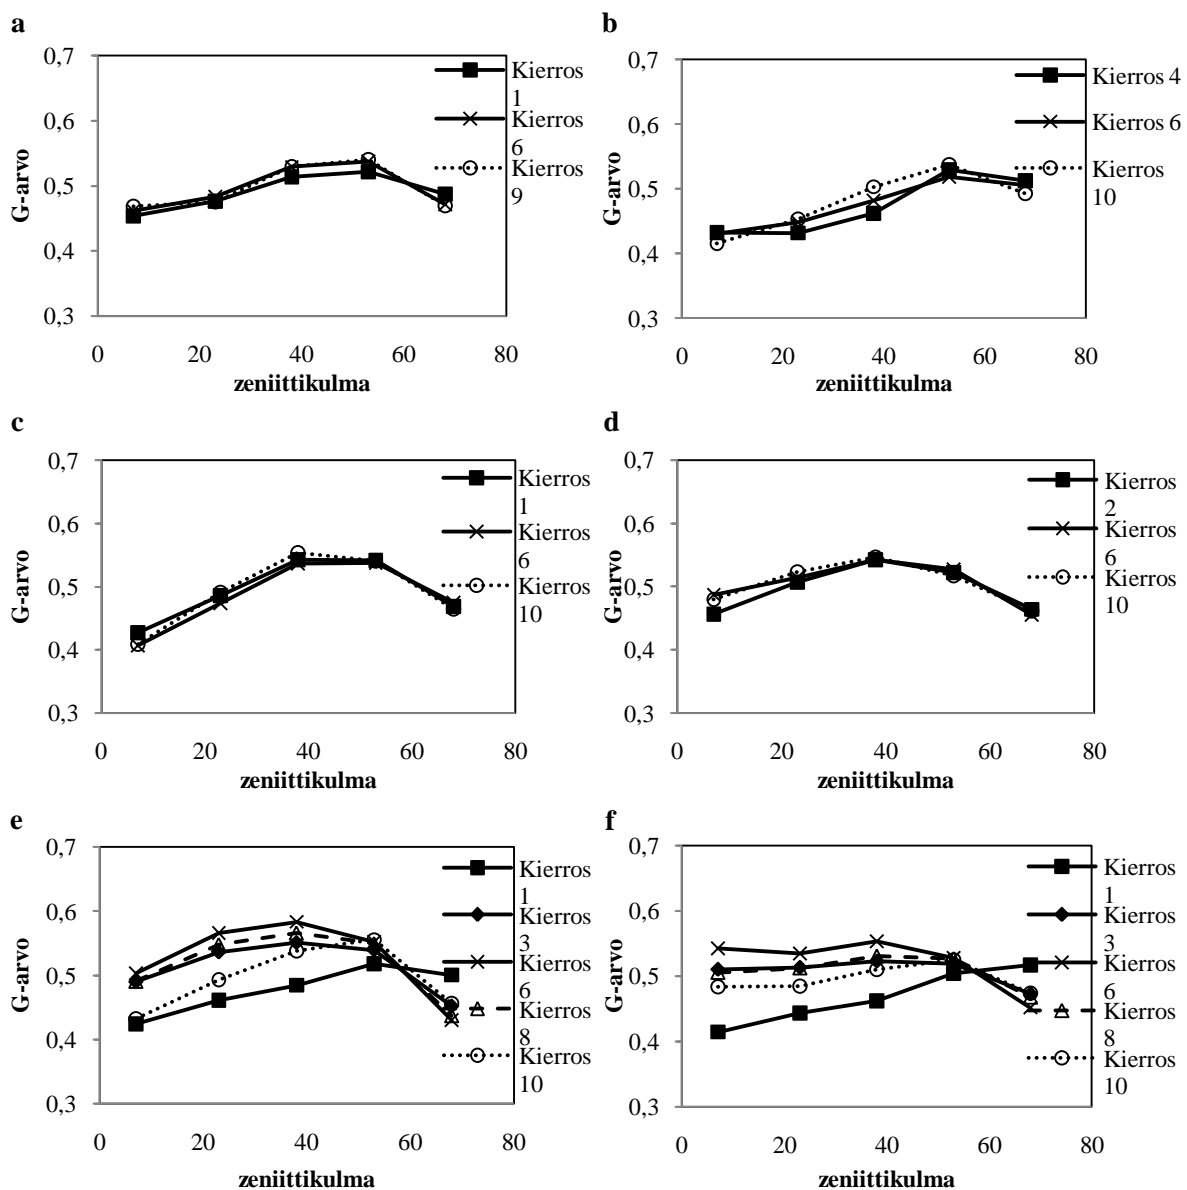 a
0,7
0,6
0,5
0,4
0,3
0
20
40
60
80
G-arvo
zeniittikulma
Kierros
1
Kierros
6
Kierros
9
b
0,7
0,6
0,5
0,4
0,3
0
20
40
60
80
G-arvo
zeniittikulma
Kierros 4
Kierros 6
Kierros
10
c
0,7
0,6
0,5
0,4
0,3
0
20
40
60
80
G-arvo
zeniittikulma
Kierros
1
Kierros
6
Kierros
10
d
0,7
0,6
0,5
0,4
0,3
0
20
40
60
80
G-arvo
zeniittikulma
Kierros
2
Kierros
6
Kierros
10
e
0,7
0,6
0,5
0,4
0,3
0
20
40
60
80
G-arvo
zeniittikulma
Kierros
1
Kierros
3
Kierros
6
Kierros
8
Kierros
10
f
0,7
0,6
0,5
0,4
0,3
0
20
40
60
80
G-arvo
zeniittikulma
Kierros
1
Kierros
3
Kierros
6
Kierros
8
Kierros
10